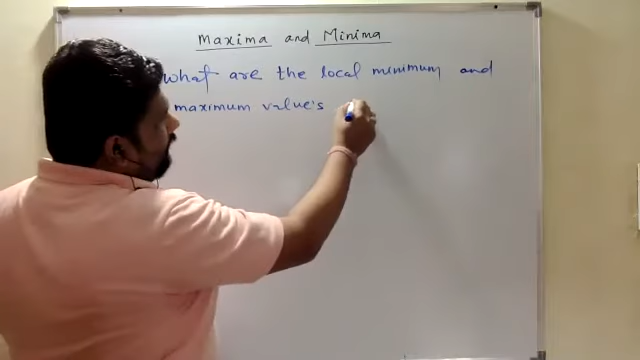 Maxima and Minima
what are the local minimum and
maximum value's